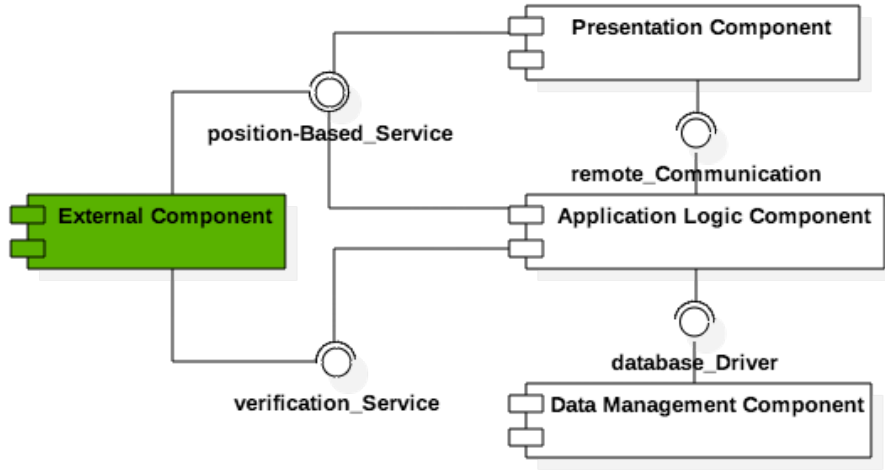 Presentation Component
position-Based_Service
remote_Communication
External Component
Application Logic Component
database_Driver
verification_Service
Data Management Component